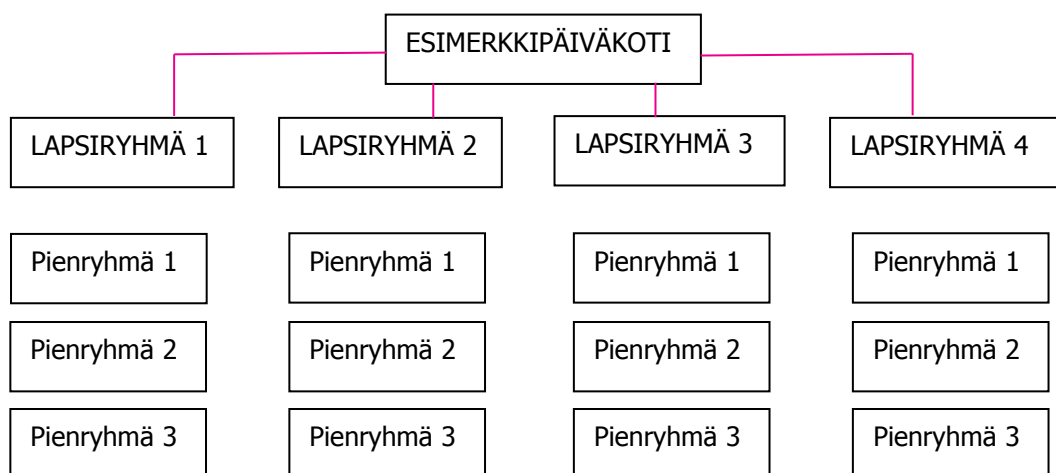 ESIMERKKIPÄIVÄKOTI
LAPSIRYHMÄ 1
LAPSIRYHMÄ 2
LAPSIRYHMÄ 3
LAPSIRYHMÄ 4
Pienryhmä 1
Pienryhmä 1
Pienryhmä 1
Pienryhmä 1
Pienryhmä 2
Pienryhmä 2
Pienryhmä 2
Pienryhmä 2
Pienryhmä 3
Pienryhmä 3
Pienryhmä 3
Pienryhmä 3